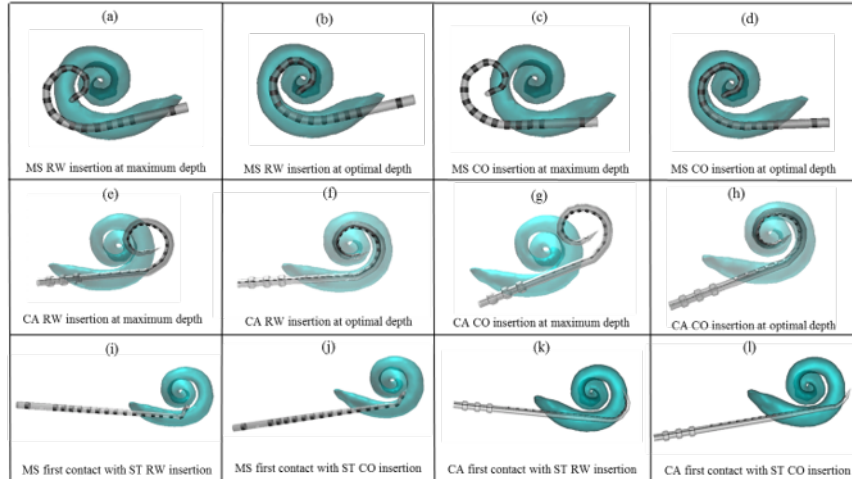 (a) (b) (c) (d)
MS RW insertion at maximum depth MS RW insertion at optimal depth MS CO insertion at maximum depth MS CO insertion at optimal depth
(e) (f) (g) (h)
CA RW insertion at maximum depth CA RW insertion at optimal depth CA CO insertion at maximum depth CA CO insertion at optimal depth
(i) (j) (k) (l)
MS first contact with ST RW insertion MS first contact with ST CO insertion CA first contact with ST RW insertion CA first contact with ST CO insertion